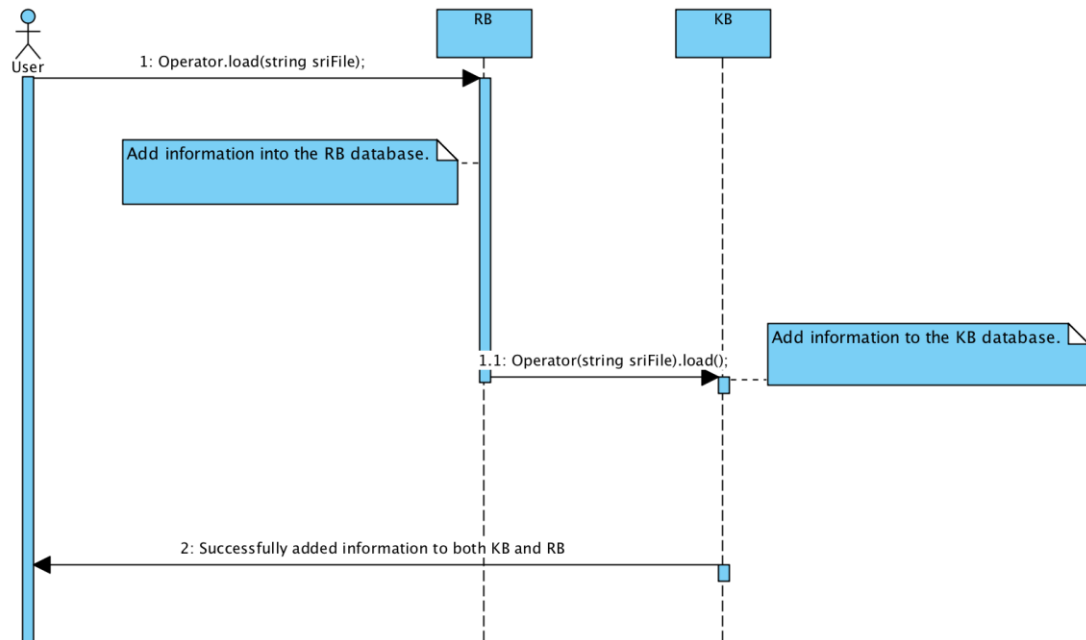 RB
KB
User
1: Operator.load(string sriFile);
Add information into the RB database.
Add information to the KB database.
1.1: Operator(string sriFile).load();
2: Successfully added information to both KB and RB